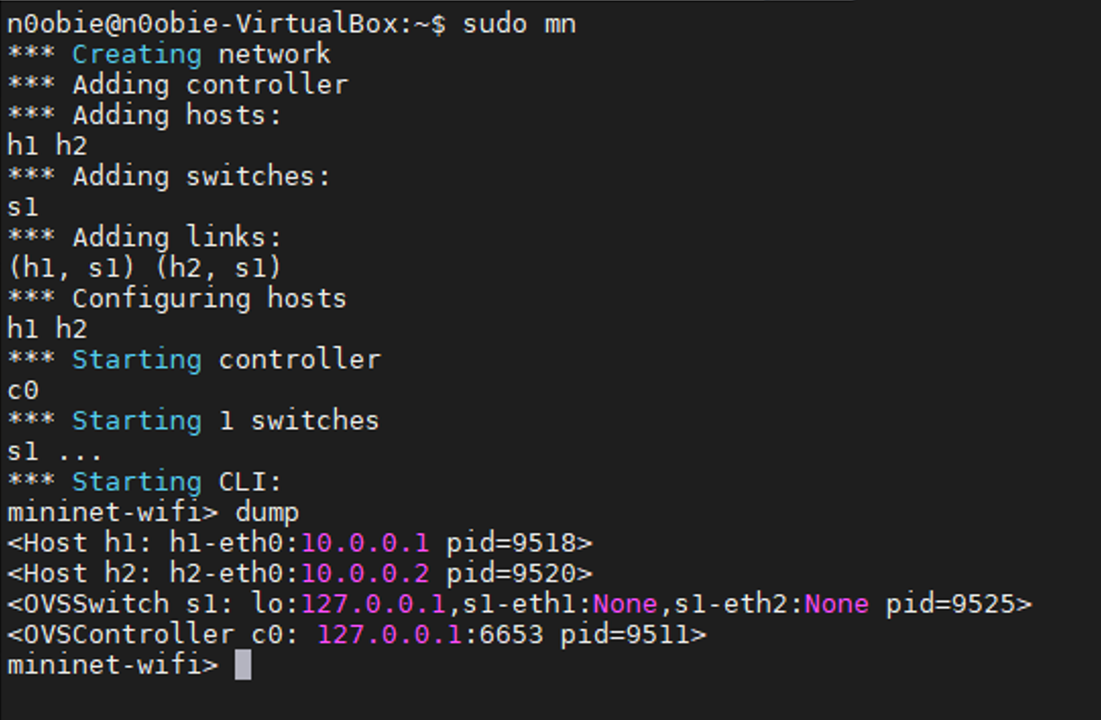 n0obie@n0obie-VirtualBox:~$ sudo mn
*** Creating network
*** Adding controller
*** Adding hosts:
h1 h2
*** Adding switches:
s1
*** Adding links:
(h1, s1) (h2, s1)
*** Configuring hosts
h1 h2
*** Starting controller
c0
*** Starting 1 switches
s1 ...
*** Starting CLI:
mininet-wifi> dump
<Host h1: h1-eth0:10.0.0.1 pid=9518>
<Host h2: h2-eth0:10.0.0.2 pid=9520>
<OVSSwitch s1: lo:127.0.0.1,s1-eth1:None,s1-eth2:None pid=9525>
<OVSController c0: 127.0.0.1:6653 pid=9511>
mininet-wifi>